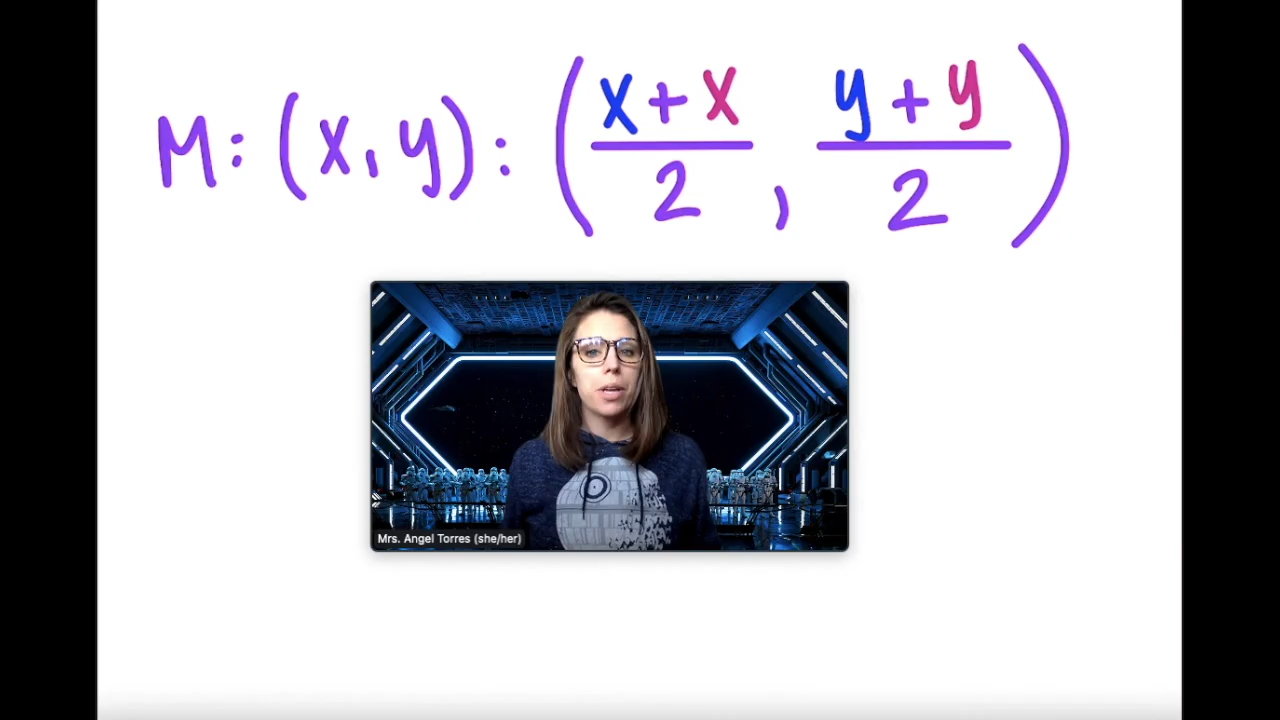 M: (x, y): (x + x / 2, y + y / 2)
Mrs. Angel Torres (she/her)